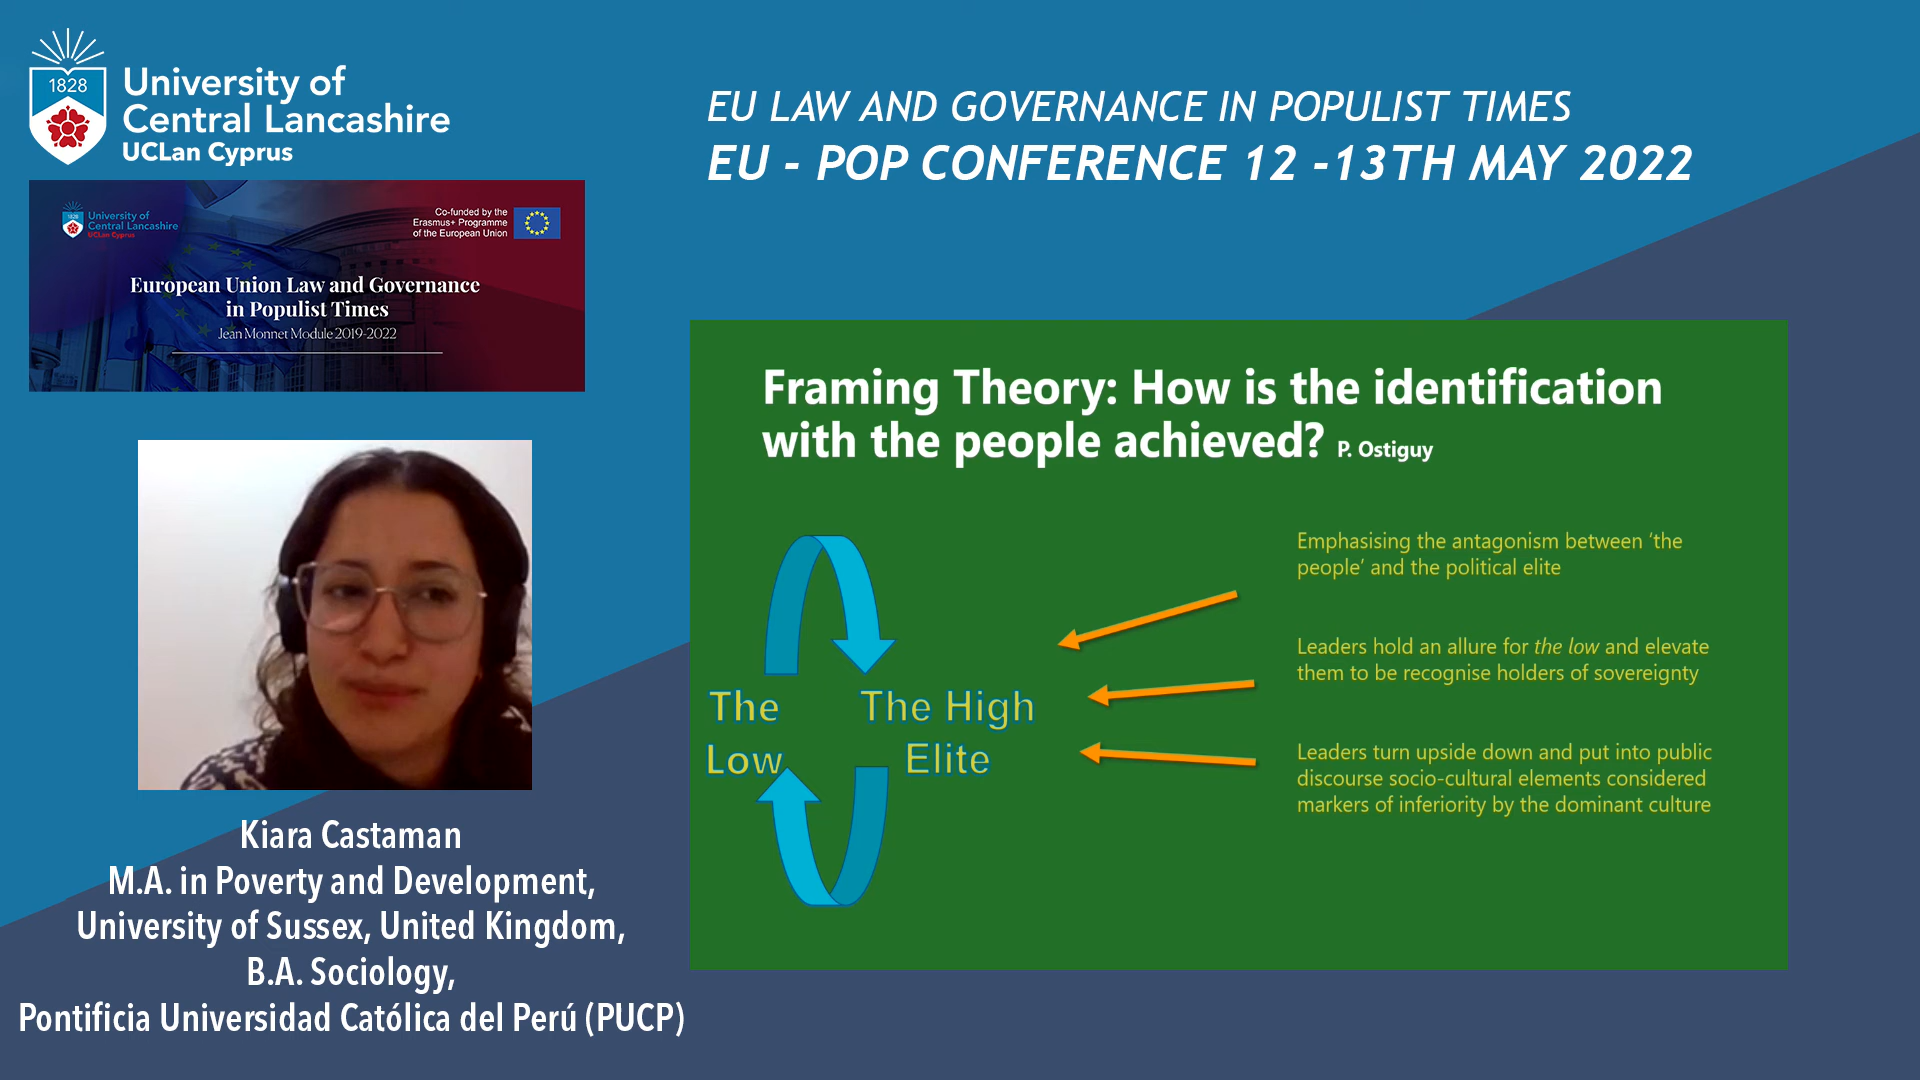 1828
University of
Central Lancashire
UCLan Cyprus
EU LAW AND GOVERNANCE IN POPULIST TIMES
EU - POP CONFERENCE 12 -13TH MAY 2022
1828
University of
Central Lancashire
UCLan Cyprus
Co-funded by the
Erasmus+ Programme
of the European Union
European Union Law and Governance
in Populist Times
Jean Monnet Module 2019-2022
Framing Theory: How is the identification
with the people achieved? P. Ostiguy
The
Low
The High
Elite
Emphasising the antagonism between ‘the
people’ and the political elite
Leaders hold an allure for the low and elevate
them to be recognise holders of sovereignty
Leaders turn upside down and put into public
discourse socio-cultural elements considered
markers of inferiority by the dominant culture
Kiara Castaman
M.A. in Poverty and Development,
University of Sussex, United Kingdom,
B.A. Sociology,
Pontificia Universidad Católica del Perú (PUCP)